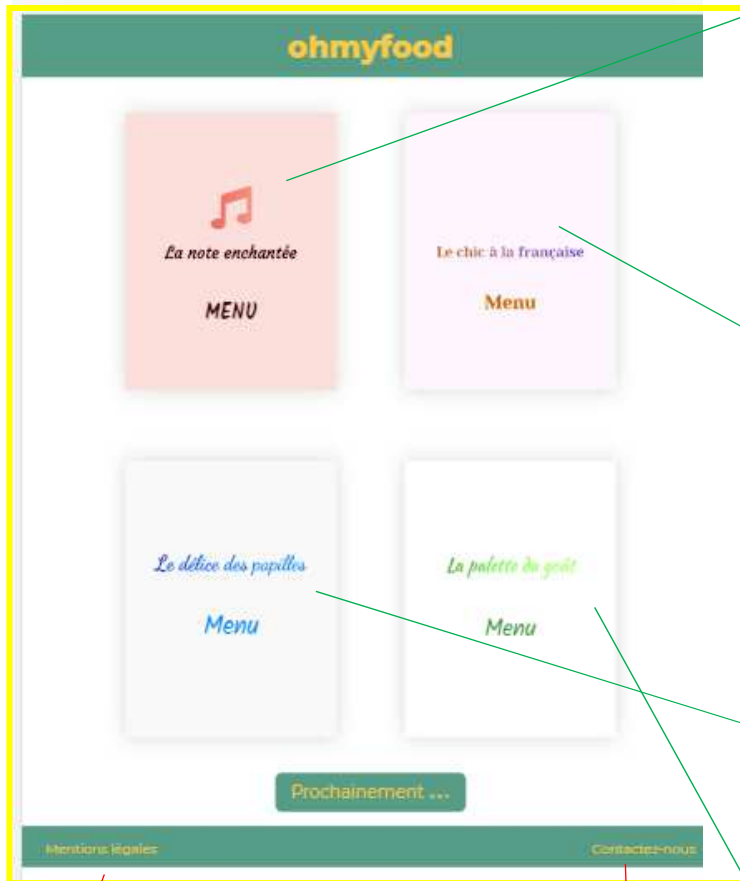 ohmyfood
La note enchantée
MENU
Le chic à la française
Menu
Le délice des papilles
Menu
La palette du goût
Menu
Prochainement ...
Mentions légales
Contactez-nous